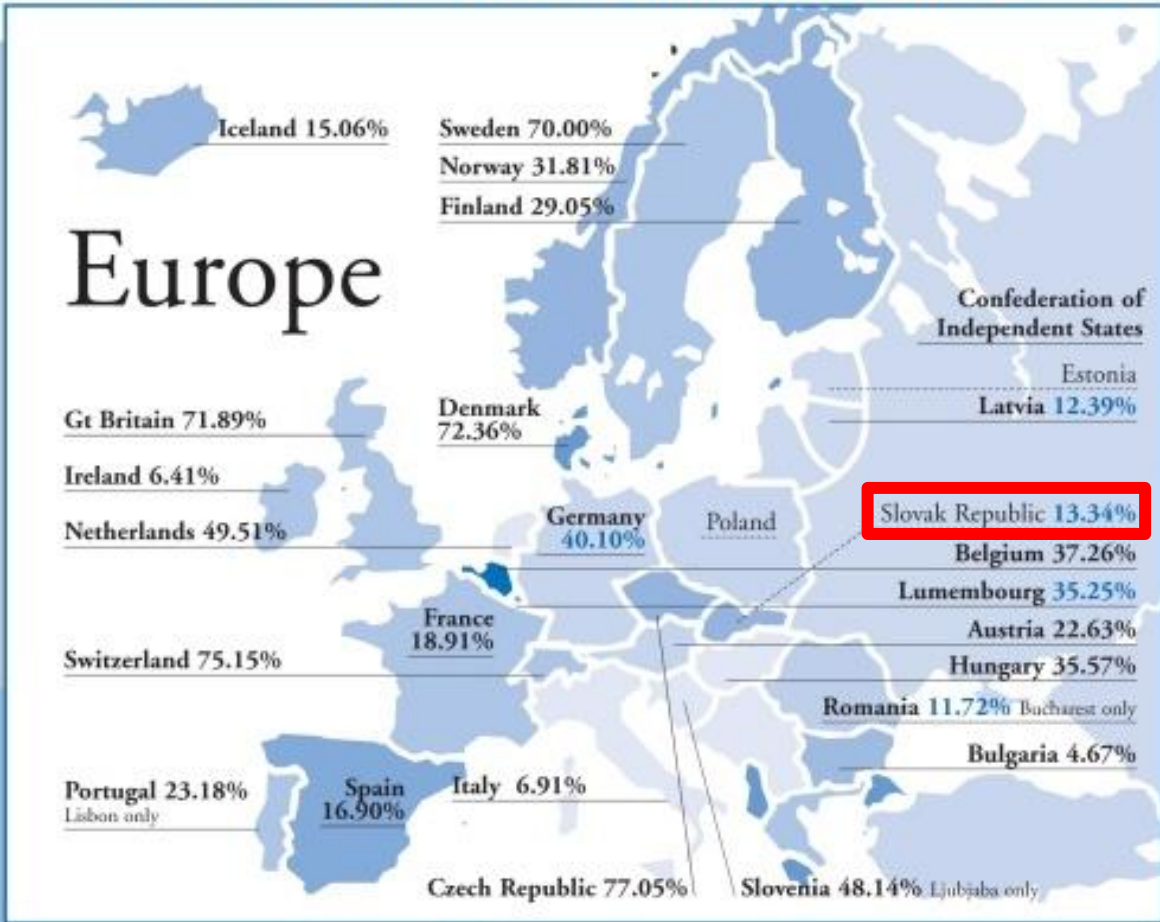 Iceland 15.06%
Sweden 70.00%
Norway 31.81%
Finland 29.05%
Europe
Confederation of
Independent States
Estonia
Latvia 12.39%
Gt Britain 71.89%
Denmark
72.36%
Ireland 6.41%
Netherlands 49.51%
Germany
40.10%
Poland
Slovak Republic 13.34%
Belgium 37.26%
Lumembourg 35.25%
France
18.91%
Austria 22.63%
Switzerland 75.15%
Hungary 35.57%
Romania 11.72% Bucharest only
Bulgaria 4.67%
Portugal 23.18%
Lisbon only
Spain
16.90%
Italy 6.91%
Czech Republic 77.05%
Slovenia 48.14% Ljubjaba only